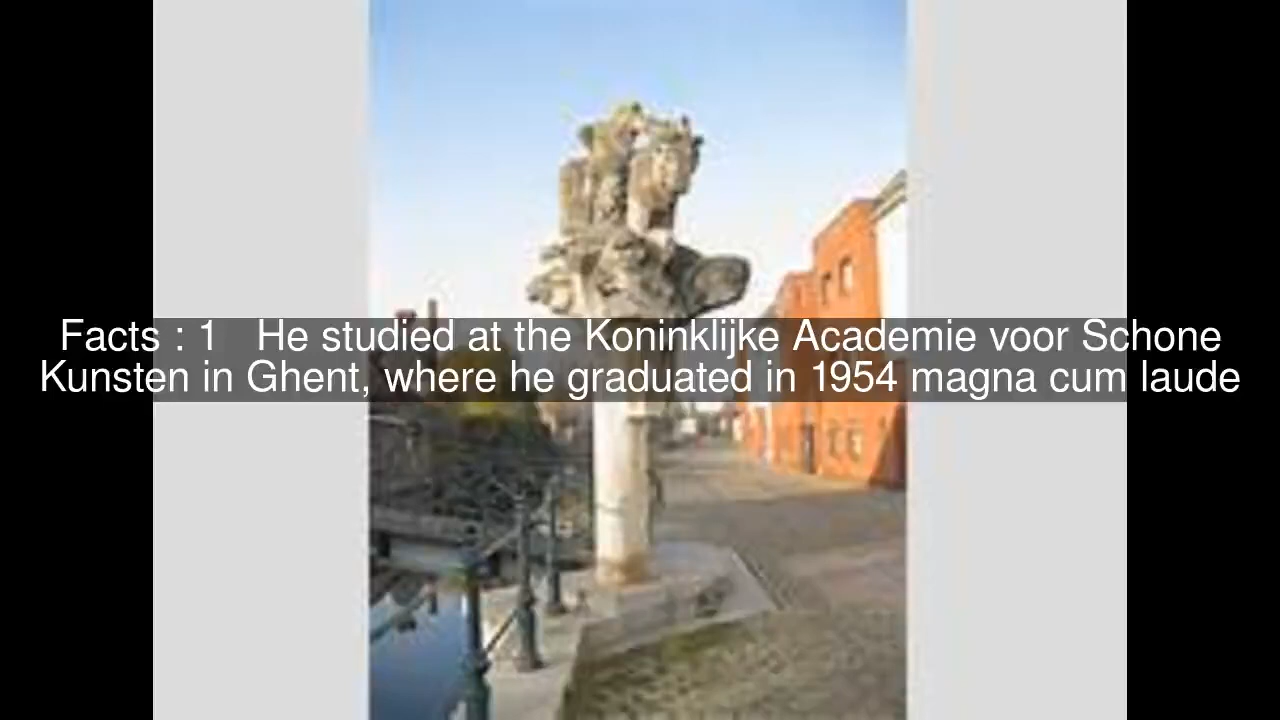 Facts : 1   He studied at the Koninklijke Academie voor Schone
Kunsten in Ghent, where he graduated in 1954 magna cum laude